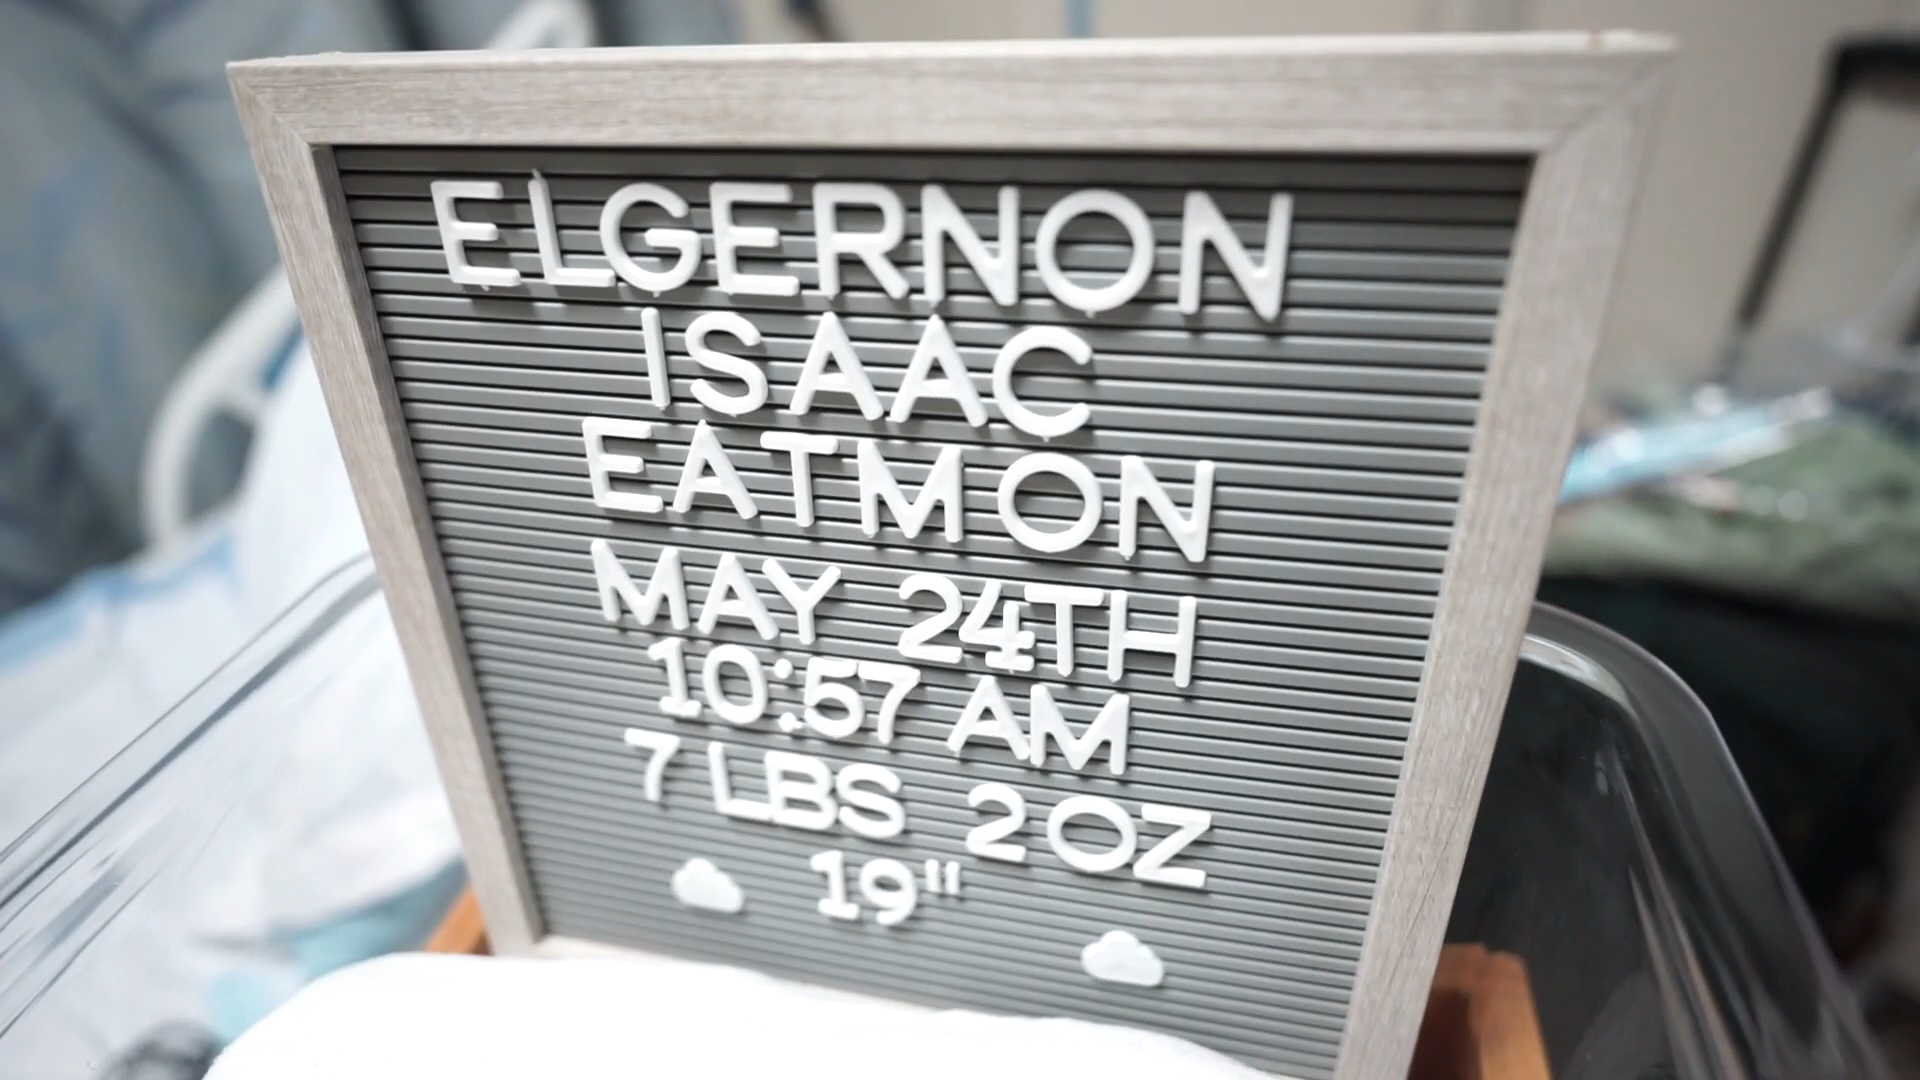 ELGERNON
ISAAC
EATMON
MAY 24TH
10:57 AM
7 LBS 2 OZ
19"